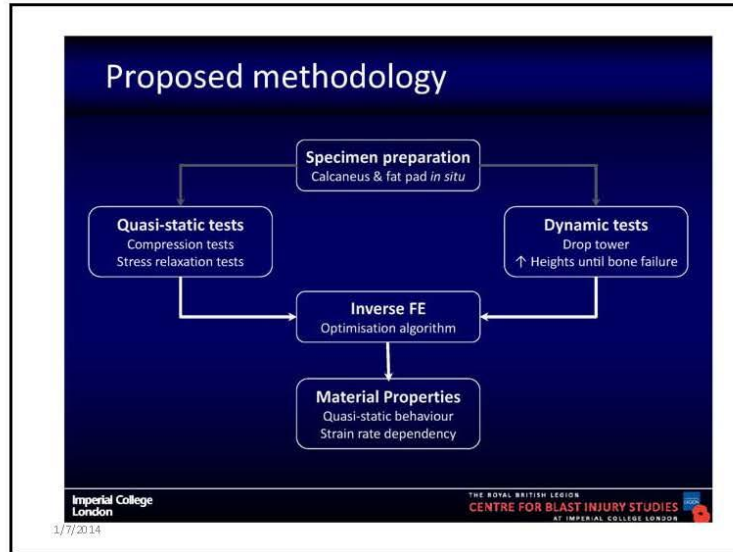 Proposed methodology
Specimen preparation
Calcaneus & fat pad in situ
Quasi-static tests
Compression tests
Stress relaxation tests
Dynamic tests
Drop tower
↑ Heights until bone failure
Inverse FE
Optimisation algorithm
Material Properties
Quasi-static behaviour
Strain rate dependency
Imperial College
London
THE ROYAL BRITISH LEGION
CENTRE FOR BLAST INJURY STUDIES
AT IMPERIAL COLLEGE LONDON
1/7/2014